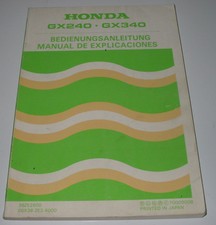 HONDA
GX240 · GX340
BEDIENUNGSANLEITUNG
MANUAL DE EXPLICACIONES